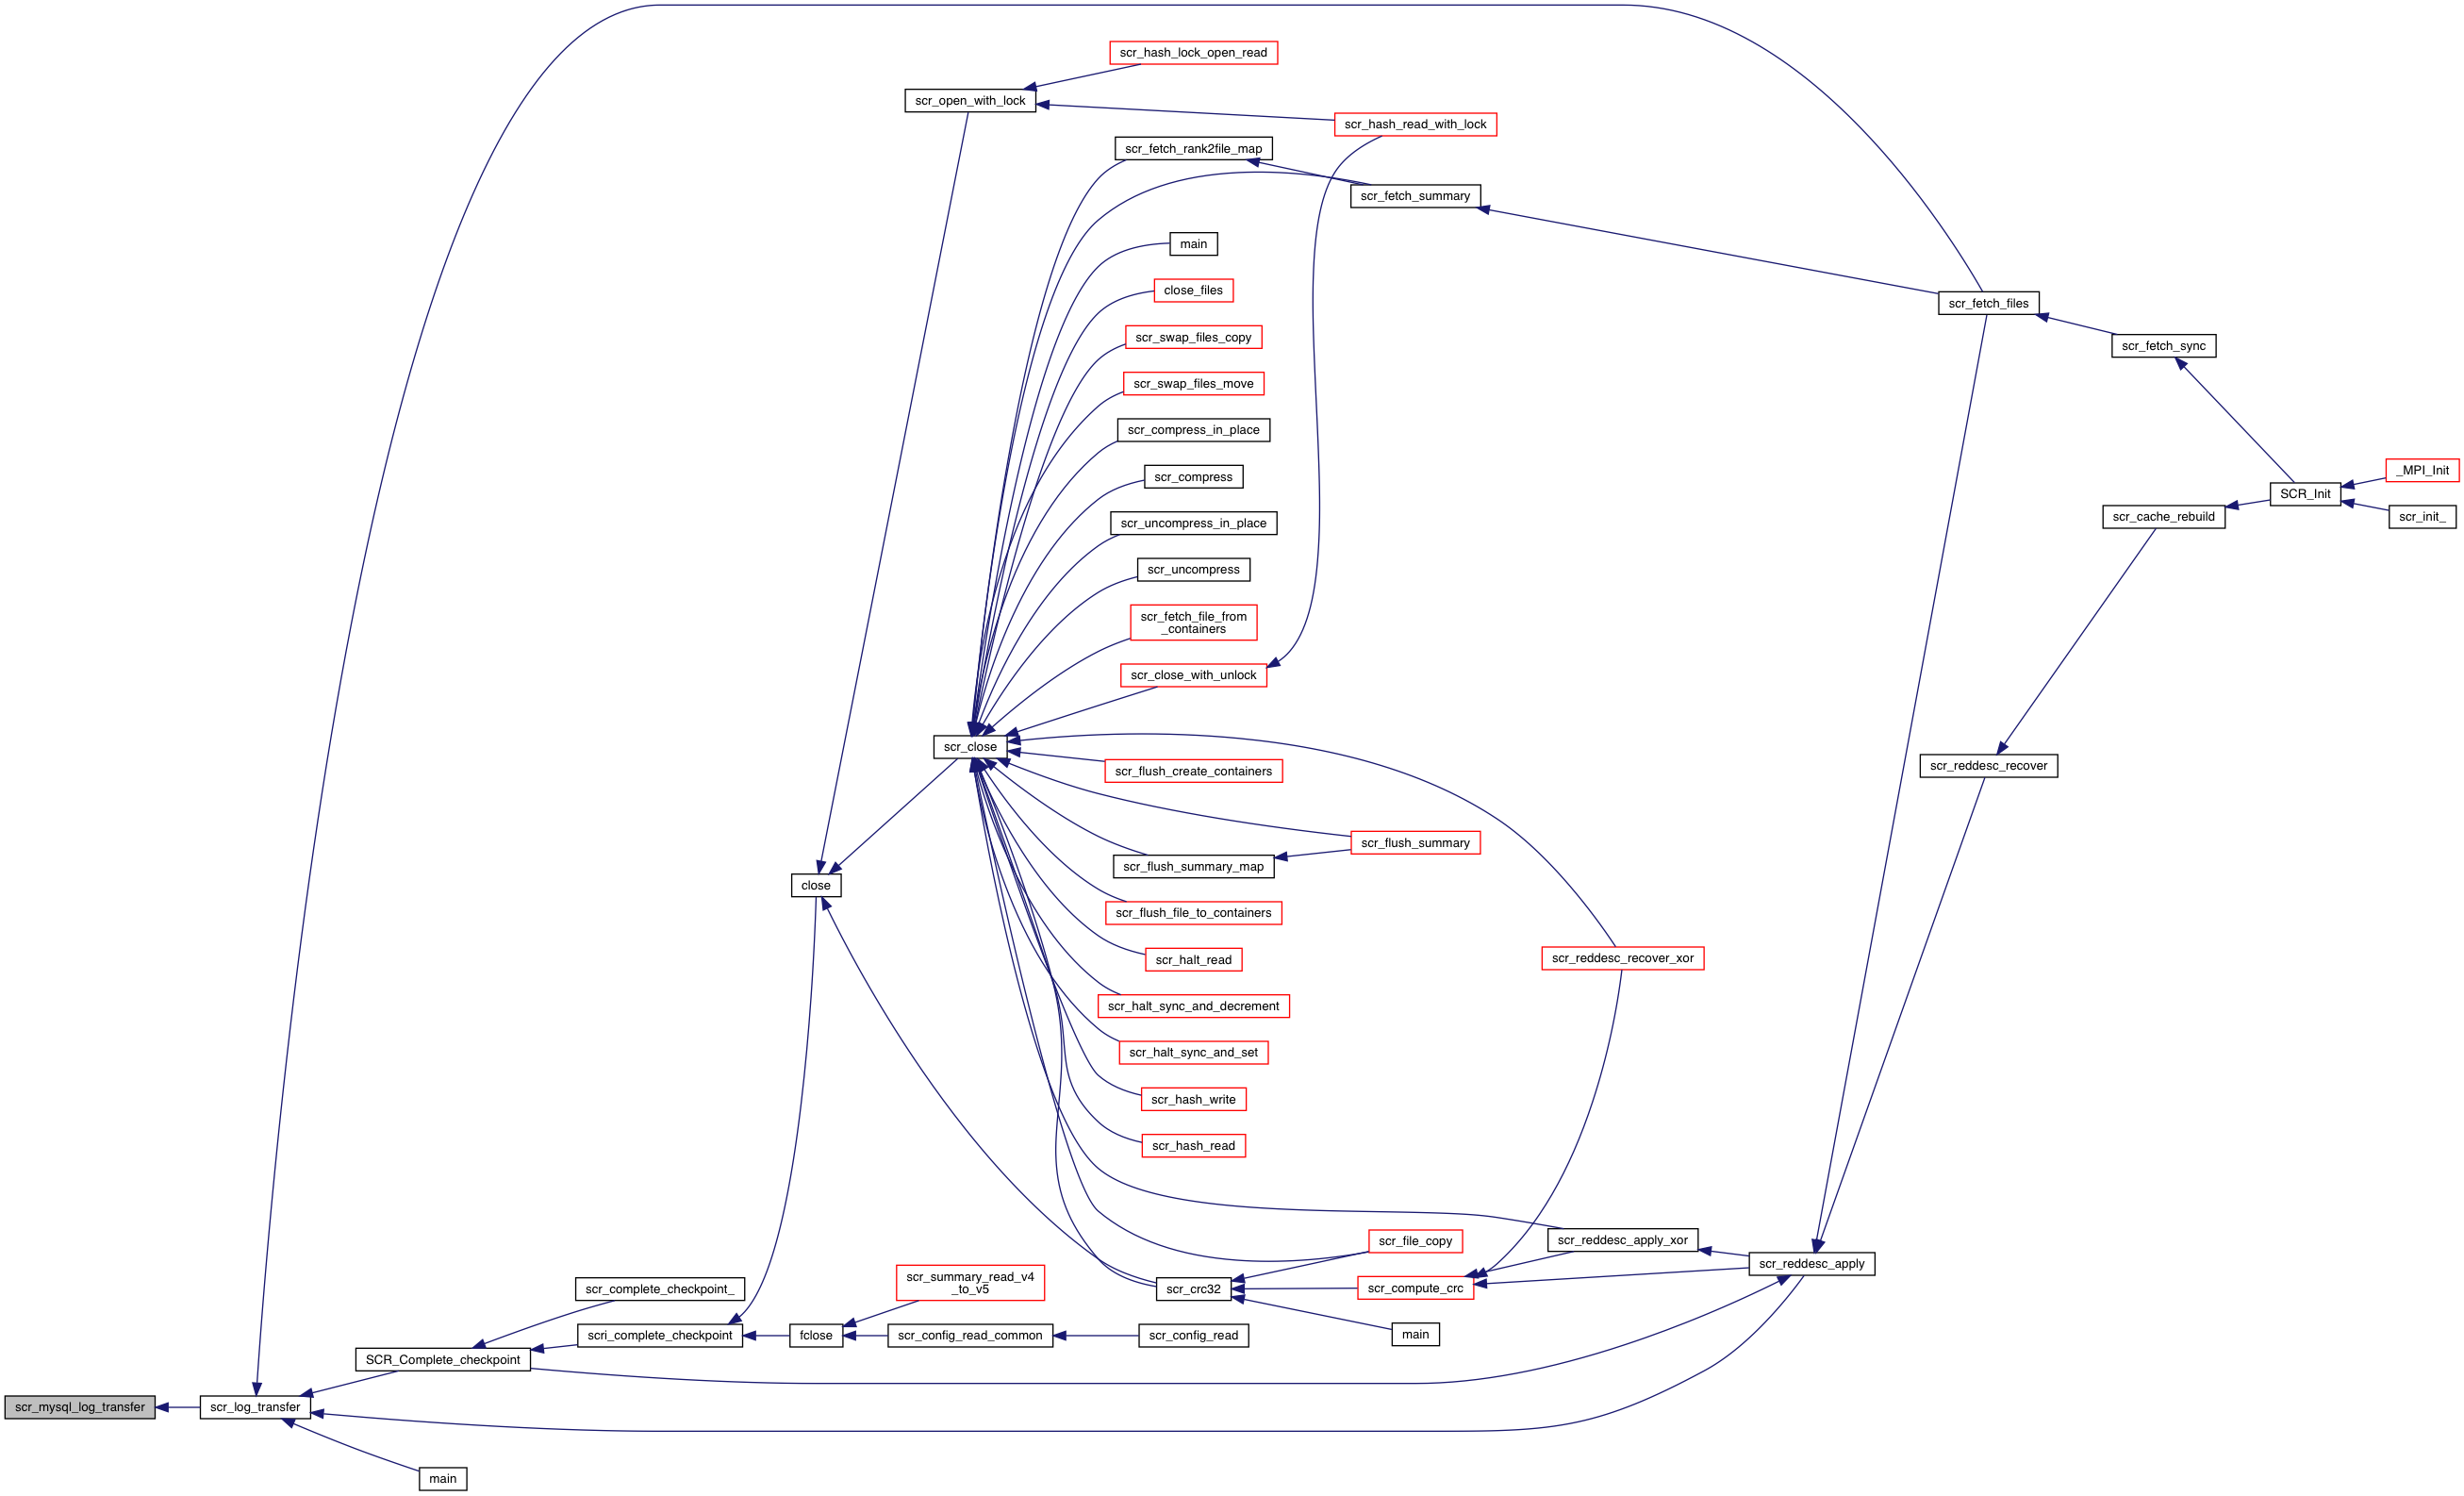 scr_hash_lock_open_read
scr_open_with_lock
scr_hash_read_with_lock
scr_fetch_rank2file_map
scr_fetch_summary
main
close_files
scr_fetch_files
scr_swap_files_copy
scr_fetch_sync
scr_swap_files_move
scr_compress_in_place
scr_compress
_MPI_Init
SCR_Init
scr_uncompress_in_place
scr_cache_rebuild
scr_init_
scr_uncompress
scr_fetch_file_from
_containers
scr_close_with_unlock
scr_close
scr_flush_create_containers
scr_reddesc_recover
scr_flush_summary
scr_flush_summary_map
close
scr_flush_file_to_containers
scr_halt_read
scr_reddesc_recover_xor
scr_halt_sync_and_decrement
scr_halt_sync_and_set
scr_hash_write
scr_hash_read
scr_file_copy
scr_reddesc_apply_xor
scr_reddesc_apply
scr_summary_read_v4
_to_v5
scr_complete_checkpoint_
scr_crc32
scr_compute_crc
scri_complete_checkpoint
fclose
scr_config_read_common
scr_config_read
main
SCR_Complete_checkpoint
scr_mysql_log_transfer
scr_log_transfer
main